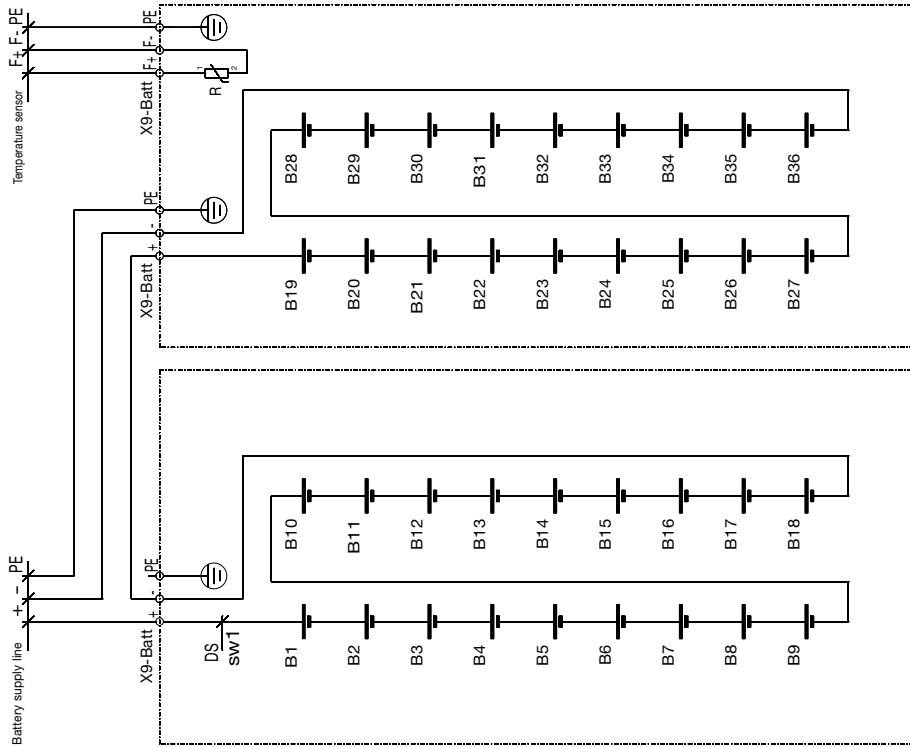 Temperature sensor
F+ F- PE
X9-Batt
F+ F- PE
1
2
R
X9-Batt
+ - PE
B28
B29
B30
B31
B32
B33
B34
B35
B36
B19
B20
B21
B22
B23
B24
B25
B26
B27
Battery supply line
+ - PE
X9-Batt
+ - PE
DS
sw1
B10
B11
B12
B13
B14
B15
B16
B17
B18
B1
B2
B3
B4
B5
B6
B7
B8
B9